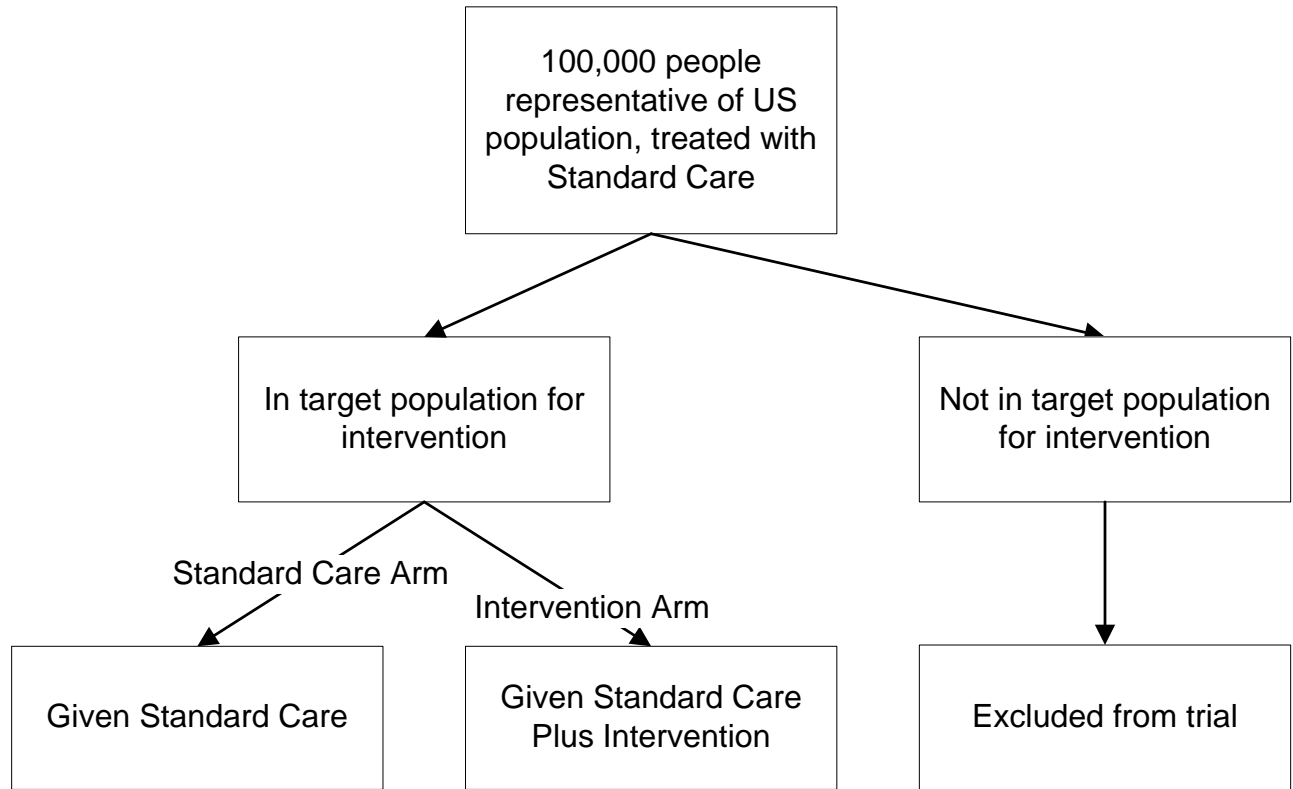 100,000 people
representative of US
population, treated with
Standard Care
In target population for
intervention
Not in target population
for intervention
Standard Care Arm
Intervention Arm
Given Standard Care
Given Standard Care
Plus Intervention
Excluded from trial